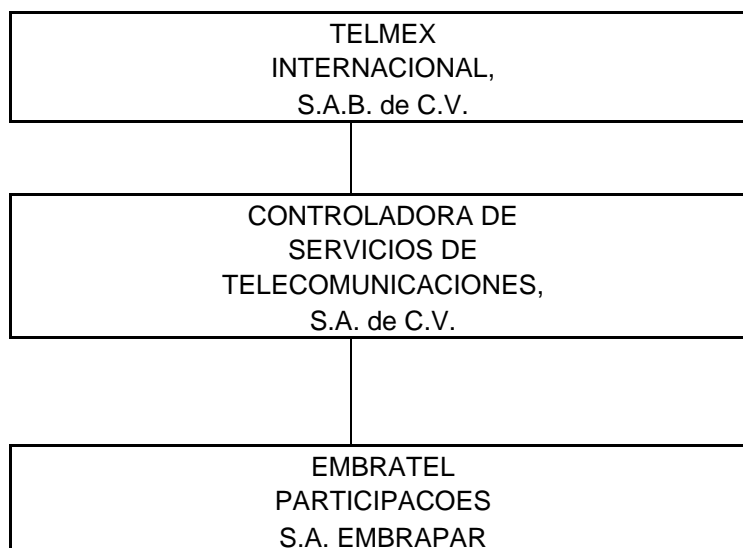 TELMEX
INTERNACIONAL,
S.A.B. de C.V.
CONTROLADORA DE
SERVICIOS DE
TELECOMUNICACIONES,
S.A. de C.V.
EMBRATEL
PARTICIPACOES
S.A. EMBRAPAR